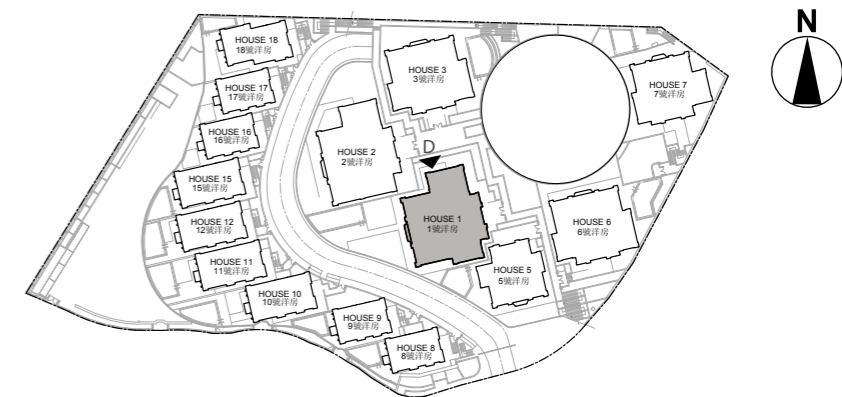 N
HOUSE 18
18號洋房
HOUSE 17
17號洋房
HOUSE 16
16號洋房
HOUSE 15
15號洋房
HOUSE 12
12號洋房
HOUSE 11
11號洋房
HOUSE 10
10號洋房
HOUSE 9
9號洋房
HOUSE 8
8號洋房
HOUSE 3
3號洋房
HOUSE 2
2號洋房
D
HOUSE 1
1號洋房
HOUSE 5
5號洋房
HOUSE 6
6號洋房
HOUSE 7
7號洋房